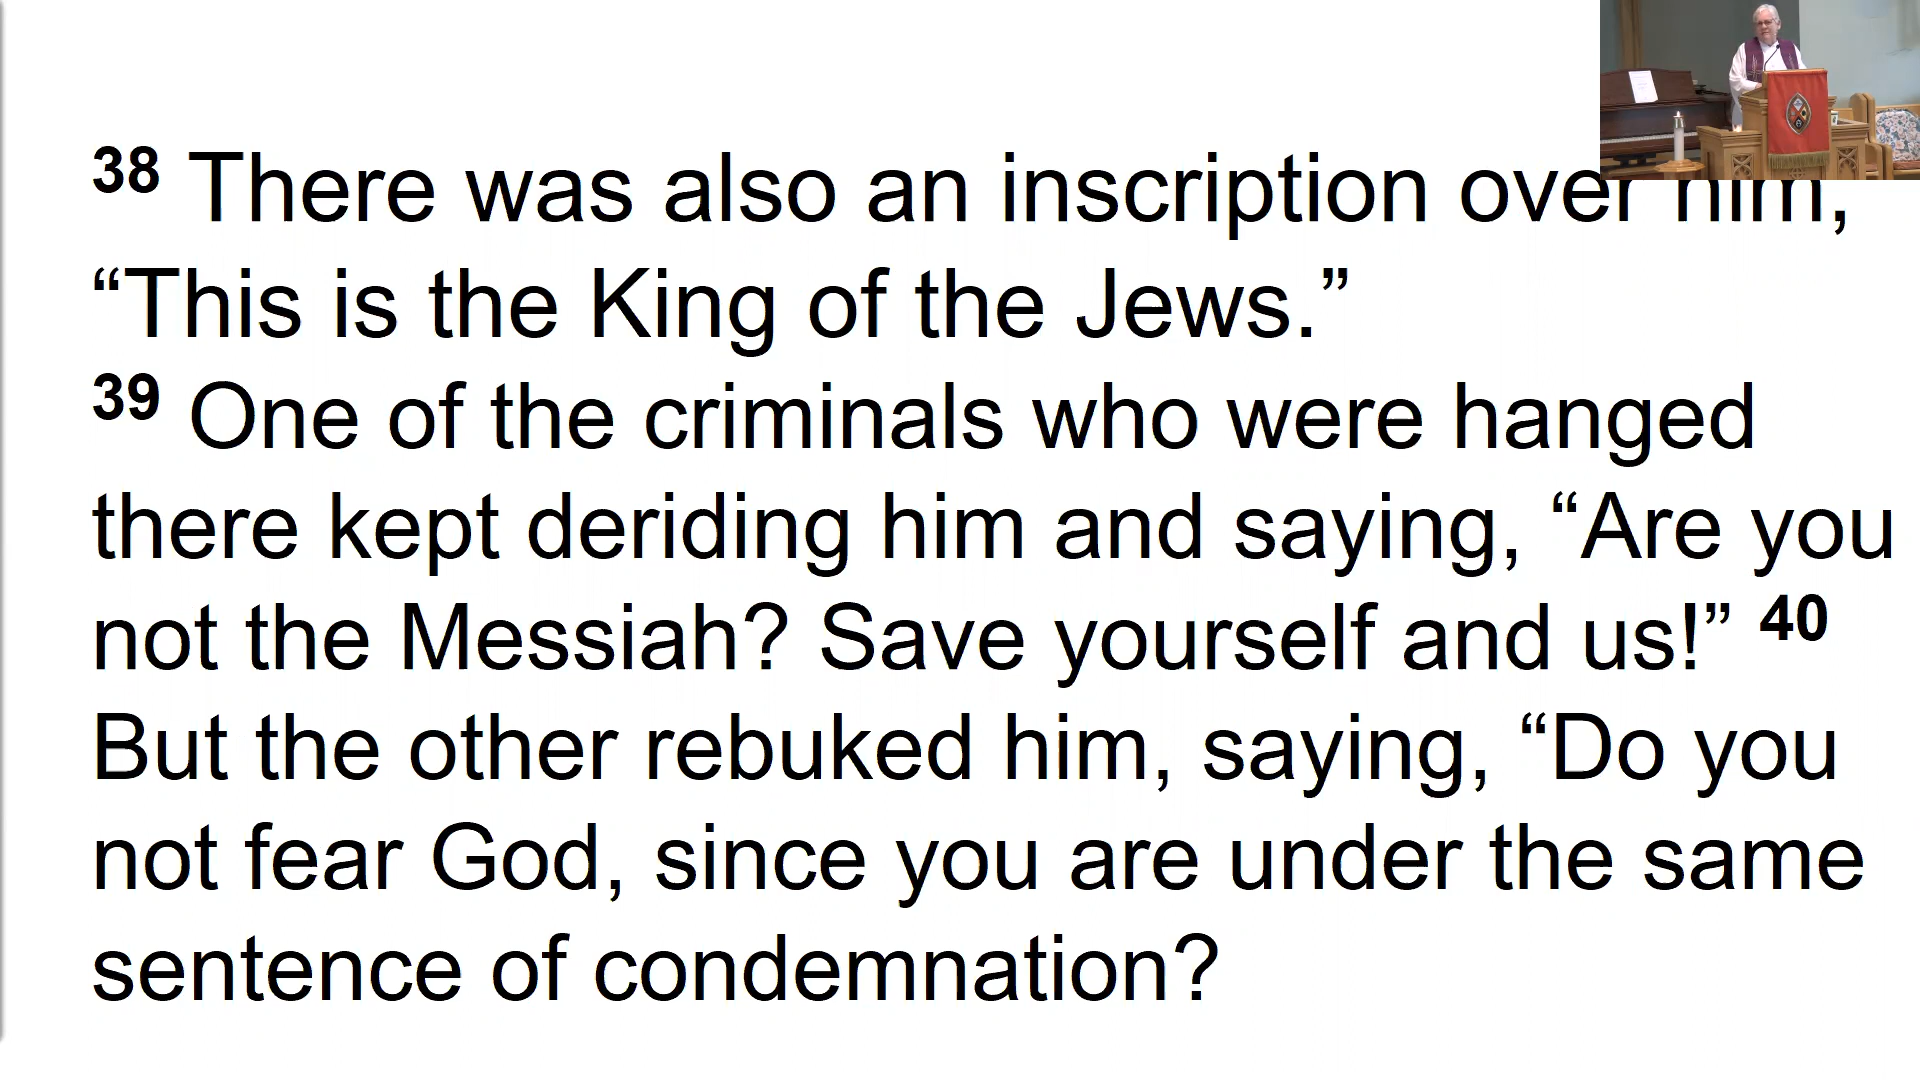 38 There was also an inscription over him,
“This is the King of the Jews.”
39 One of the criminals who were hanged
there kept deriding him and saying, “Are you
not the Messiah? Save yourself and us!” 40
But the other rebuked him, saying, “Do you
not fear God, since you are under the same
sentence of condemnation?